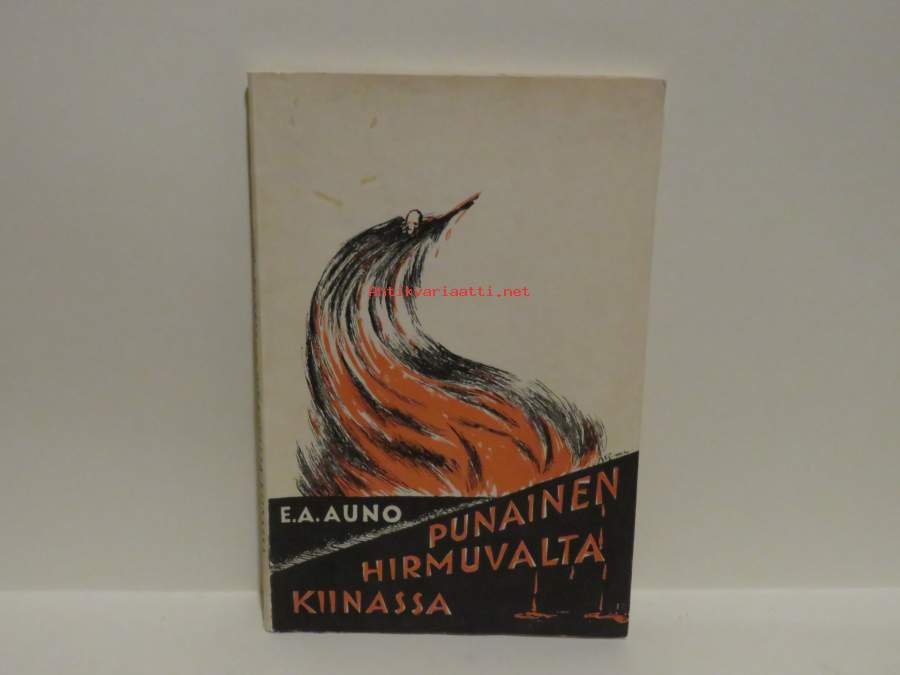 Antikvariaatti.net
E.A. AUNO
PUNAINEN
HIRMUVALTA
KIINASSA